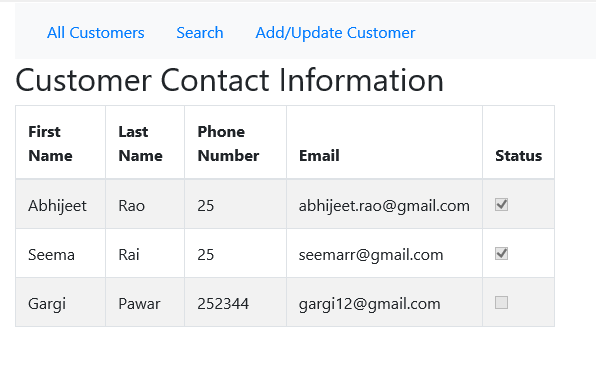 All Customers Search Add/Update Customer
Customer Contact Information
First Name Last Name Phone Number Email Status
Abhijeet Rao 25 abhijeet.rao@gmail.com
Seema Rai 25 seemarr@gmail.com
Gargi Pawar 252344 gargi12@gmail.com